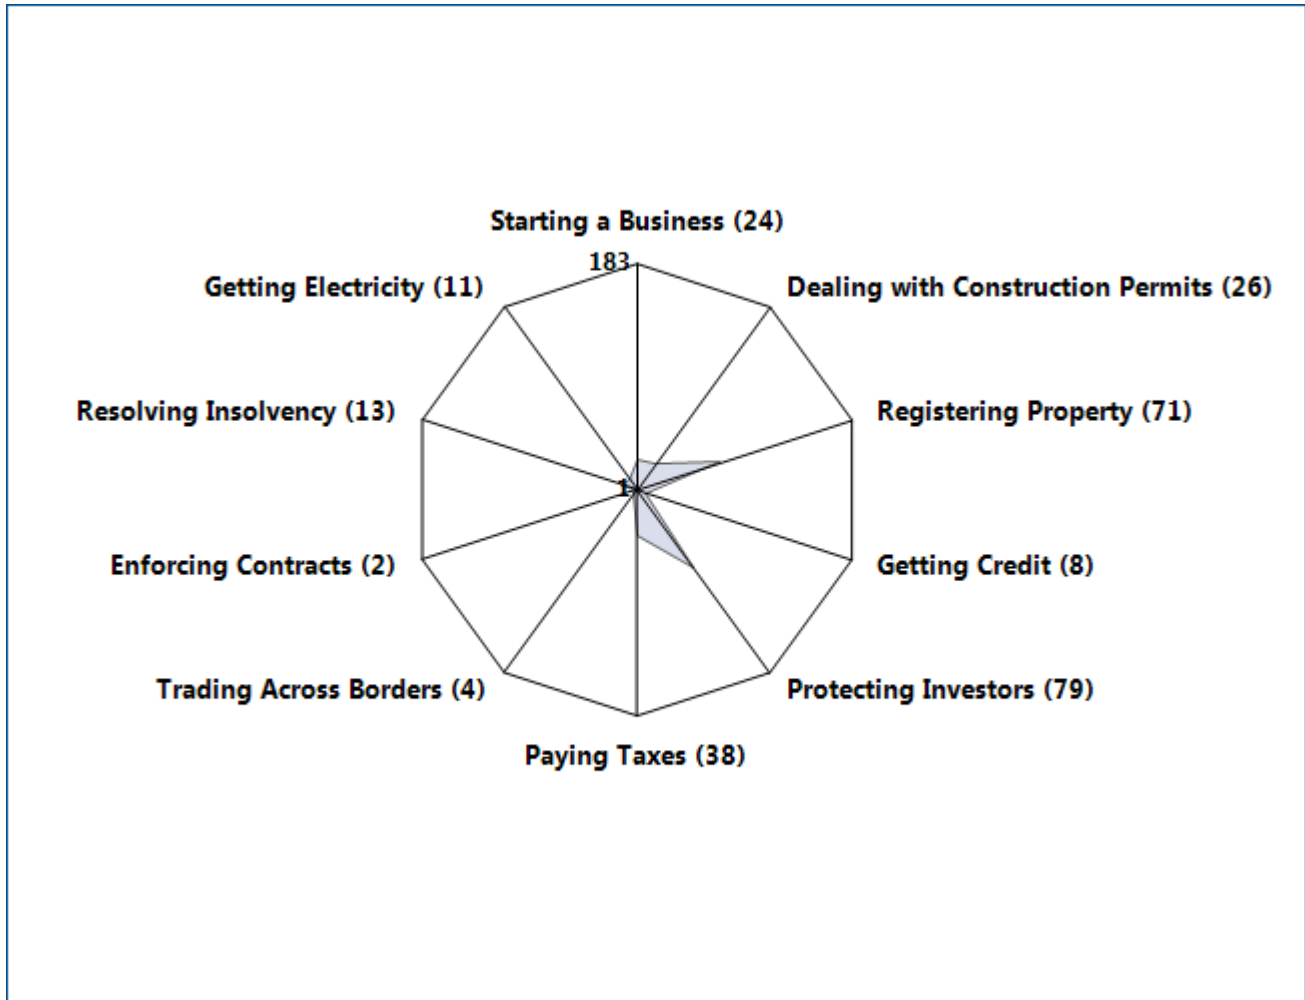 Starting a Business (24)
183
Getting Electricity (11)
Dealing with Construction Permits (26)
Resolving Insolvency (13)
Registering Property (71)
1
Enforcing Contracts (2)
Getting Credit (8)
Trading Across Borders (4)
Protecting Investors (79)
Paying Taxes (38)